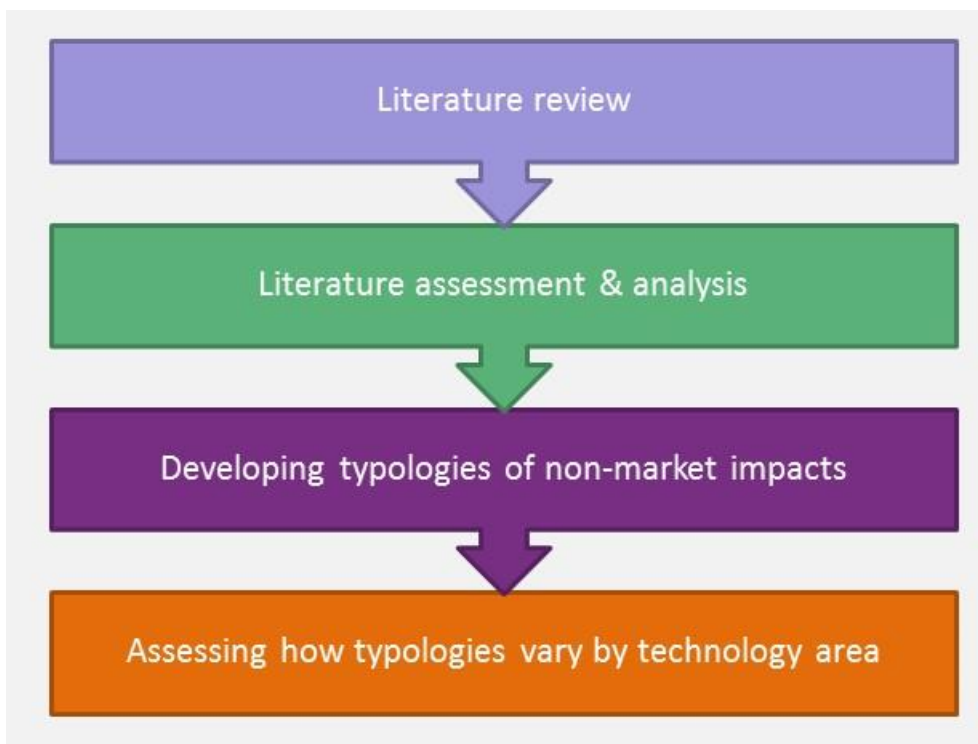 Literature review
Literature assessment & analysis
Developing typologies of non-market impacts
Assessing how typologies vary by technology area